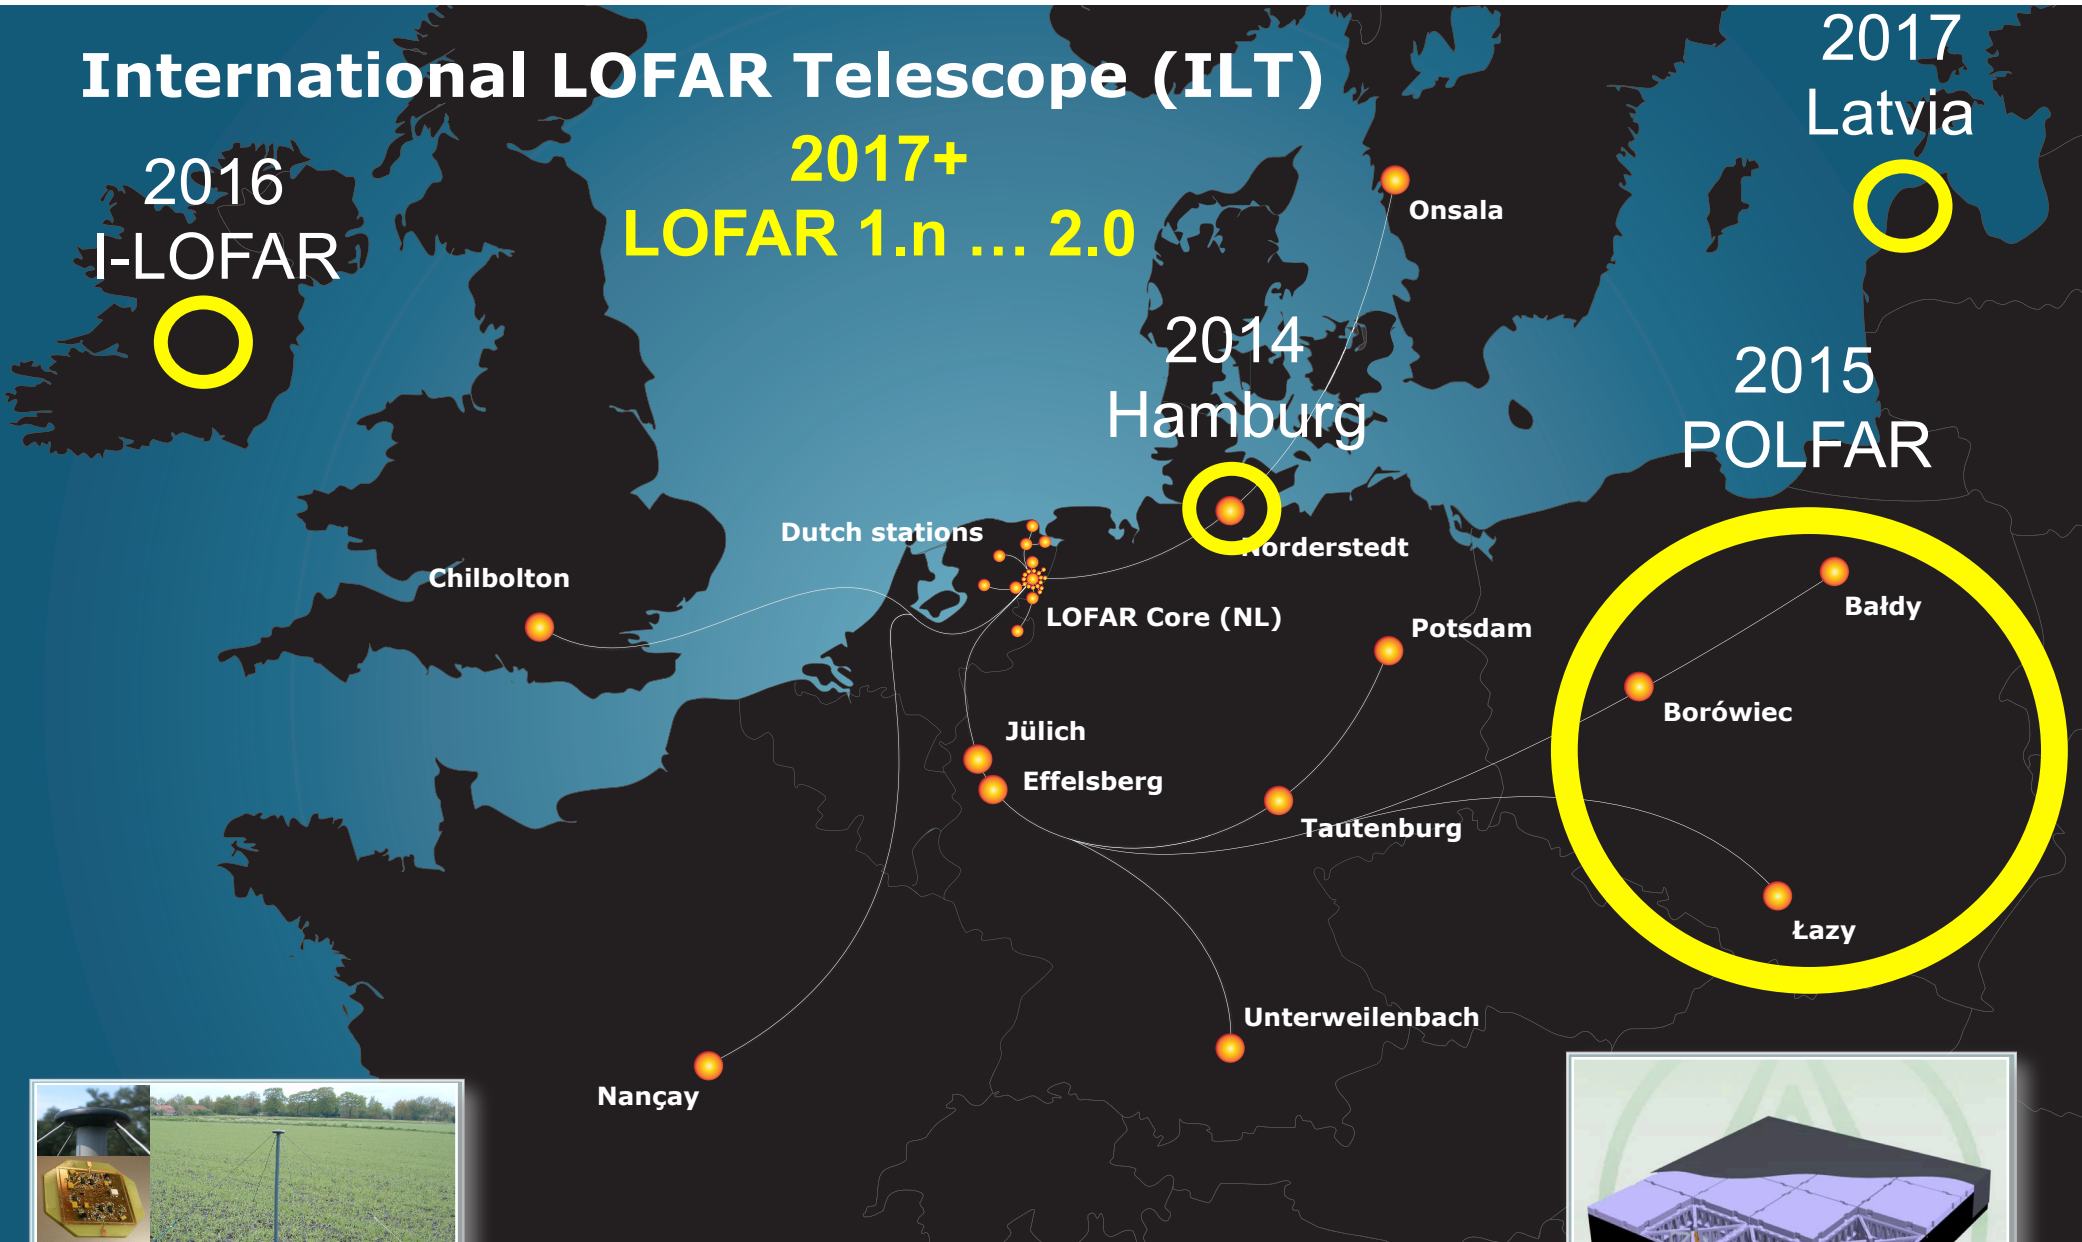 International LOFAR Telescope (ILT)
2017+
LOFAR 1.n … 2.0
2016
I-LOFAR
2017
Latvia
Onsala
2014
Hamburg
2015
POLFAR
Dutch stations
Norderstedt
Chilbolton
LOFAR Core (NL)
Potsdam
Bałdy
Borówiec
Jülich
Effelsberg
Tautenburg
Łazy
Unterweilenbach
Nançay